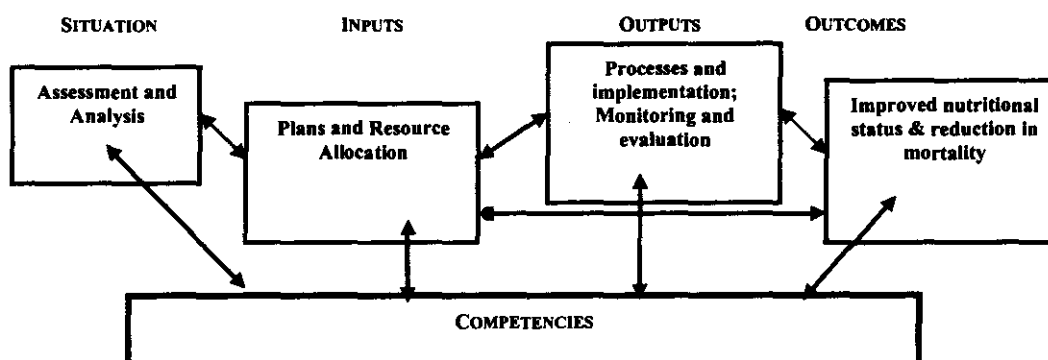 SITUATION
INPUTS
OUTPUTS
OUTCOMES
Assessment and
Analysis
Plans and Resource
Allocation
Processes and
implementation;
Monitoring and
evaluation
Improved nutritional
status & reduction in
mortality
COMPETENCIES